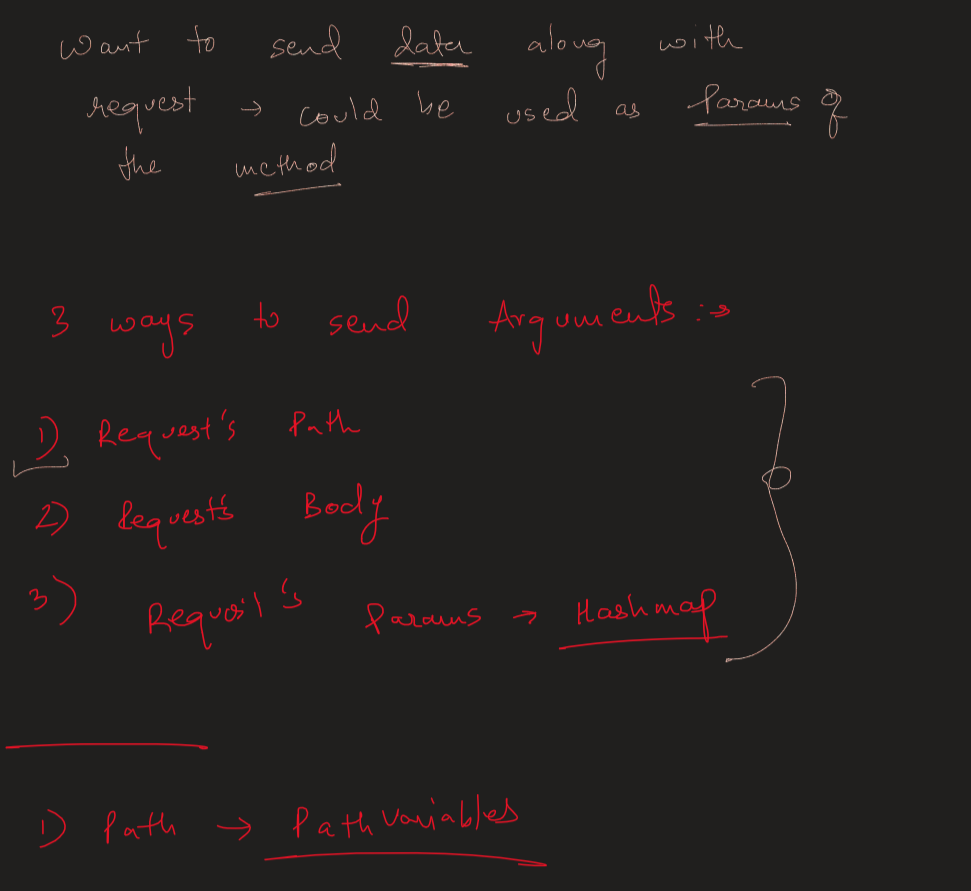 Want to send data along with
request → could be used as Params of
the method
3 ways to send Arguments :→
1) Request's Path
2) Request's Body
3) Request's Params → Hashmap
1) Path → Path Variables